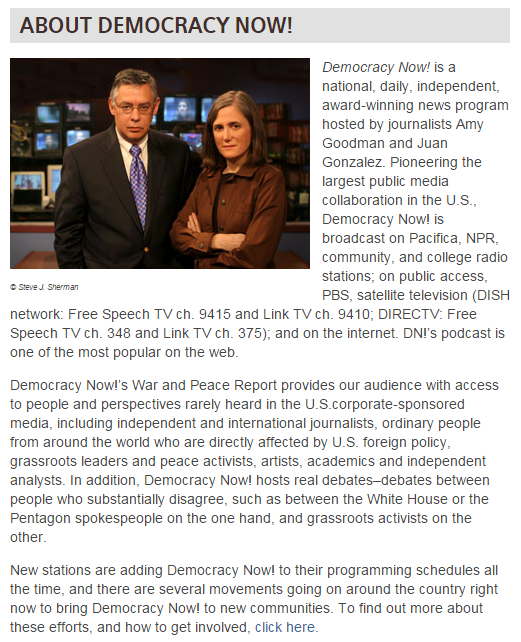 ABOUT DEMOCRACY NOW!
Democracy Now! is a
national, daily, independent,
award-winning news program
hosted by journalists Amy
Goodman and Juan
Gonzalez. Pioneering the
largest public media
collaboration in the U.S.,
Democracy Now! is
broadcast on Pacifica, NPR,
community, and college radio
stations; on public access,
© Steve J. Sherman
PBS, satellite television (DISH
network: Free Speech TV ch. 9415 and Link TV ch. 9410; DIRECTV: Free
Speech TV ch. 348 and Link TV ch. 375); and on the internet. DN!'s podcast is
one of the most popular on the web.
Democracy Now!'s War and Peace Report provides our audience with access
to people and perspectives rarely heard in the U.S.corporate-sponsored
media, including independent and international journalists, ordinary people
from around the world who are directly affected by U.S. foreign policy,
grassroots leaders and peace activists, artists, academics and independent
analysts. In addition, Democracy Now! hosts real debates–debates between
people who substantially disagree, such as between the White House or the
Pentagon spokespeople on the one hand, and grassroots activists on the
other.
New stations are adding Democracy Now! to their programming schedules all
the time, and there are several movements going on around the country right
now to bring Democracy Now! to new communities. To find out more about
these efforts, and how to get involved, click here.